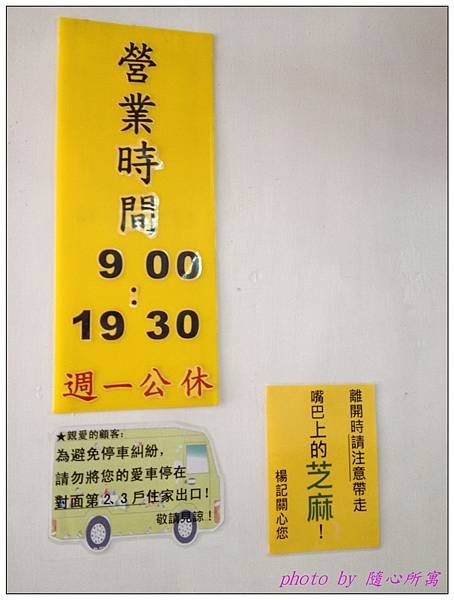 營業時間
9 00
:
19 30
週一公休
★親愛的顧客:
為避免停車糾紛,
請勿將您的愛車停在
對面第2、3戶住家出口!
敬請見諒!
離開時請注意帶走
嘴巴上的芝麻!
楊記關心您
photo by 隨心所寓